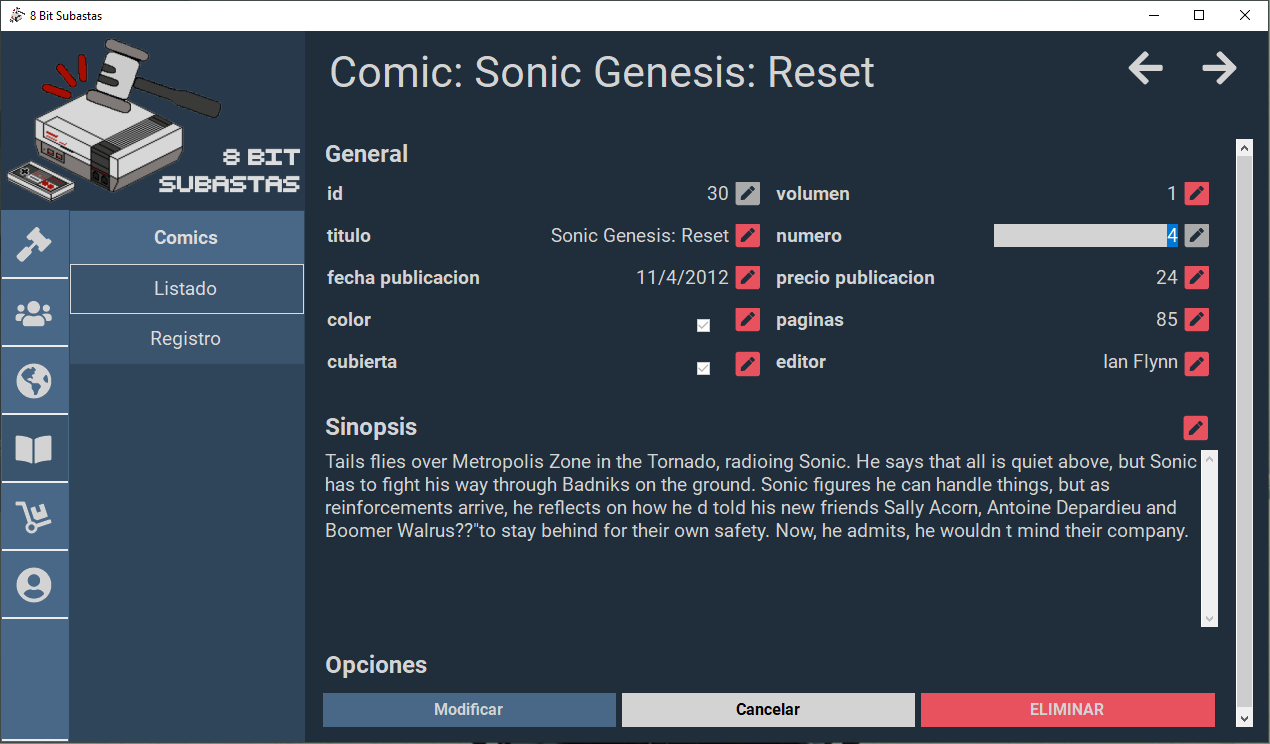 8 Bit Subastas
8 BIT
SUBASTAS
Comics
Listado
Registro
Comic: Sonic Genesis: Reset
General
id 30 volumen 1
titulo Sonic Genesis: Reset numero 4
fecha publicacion 11/4/2012 precio publicacion 24
color paginas 85
cubierta editor Ian Flynn
Sinopsis
Tails flies over Metropolis Zone in the Tornado, radioing Sonic. He says that all is quiet above, but Sonic
has to fight his way through Badniks on the ground. Sonic figures he can handle things, but as
reinforcements arrive, he reflects on how he d told his new friends Sally Acorn, Antoine Depardieu and
Boomer Walrus??"to stay behind for their own safety. Now, he admits, he wouldn t mind their company.
Opciones
Modificar Cancelar ELIMINAR